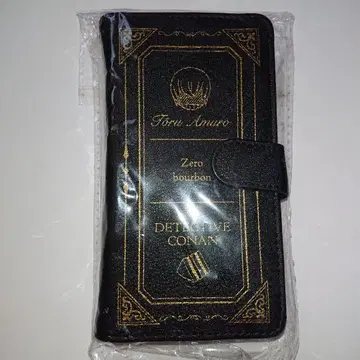 Tōru Amuro
Zero
bourbon
DETECTIVE
CONAN